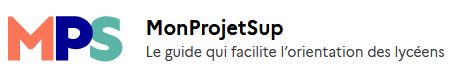 MPS
MonProjetSup
Le guide qui facilite l’orientation des lycéens